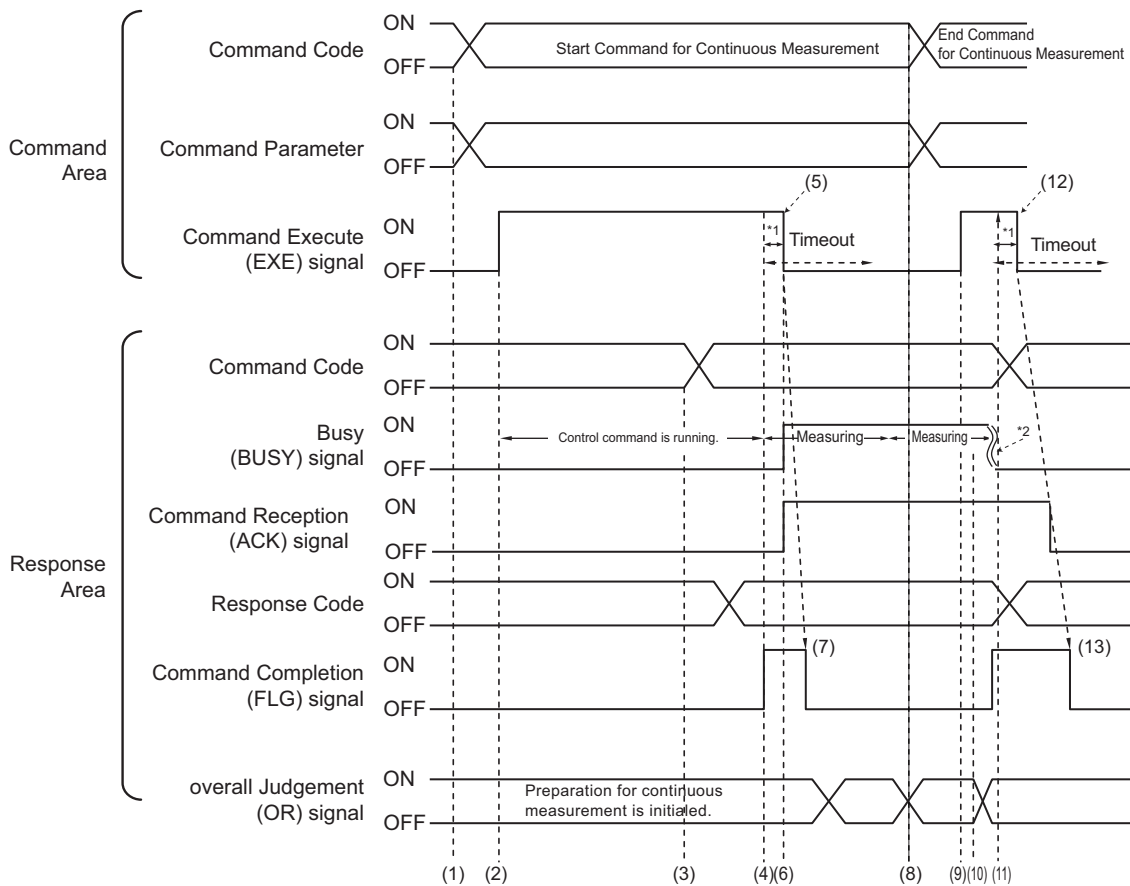 ON
Command Code
OFF
Start Command for Continuous Measurement
End Command
for Continuous Measurement
ON
Command Parameter
OFF
Command
Area
(5)
(12)
ON
Command Execute
(EXE) signal
OFF
*1
Timeout
*1
Timeout
ON
Command Code
OFF
ON
Busy
(BUSY) signal
OFF
Control command is running.
Measuring
Measuring
*2
ON
Command Reception
(ACK) signal
OFF
Response
Area
ON
Response Code
OFF
(7)
(13)
ON
Command Completion
(FLG) signal
OFF
ON
overall Judgement
(OR) signal
OFF
Preparation for continuous
measurement is initialed.
(1) (2) (3) (4) (6) (8) (9) (10) (11)